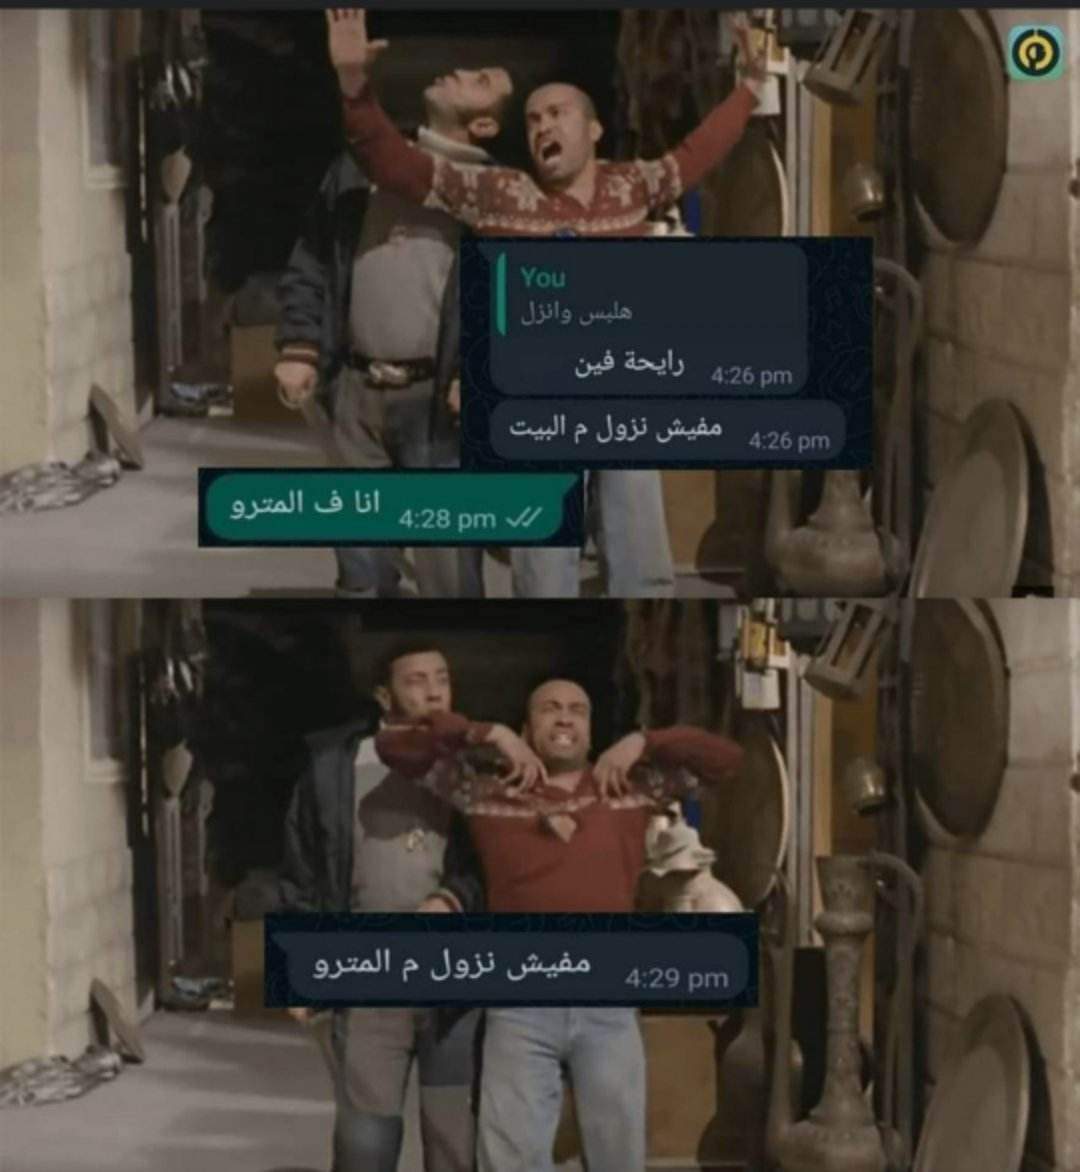 You
هلبس وانزل
رايحة فين
4:26 pm
مفيش نزول م البيت
4:26 pm
انا ف المترو
4:28 pm
مفيش نزول م المترو
4:29 pm